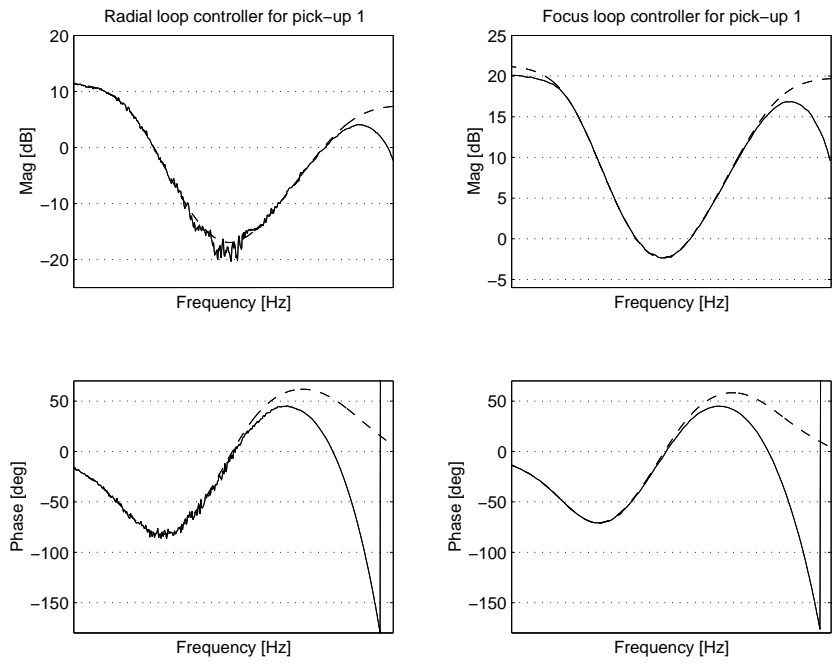 Radial loop controller for pick−up 1
20
10
0
−10
−20
Mag [dB]
Frequency [Hz]
Focus loop controller for pick−up 1
25
20
15
10
5
0
−5
Mag [dB]
Frequency [Hz]
50
0
−50
−100
−150
Phase [deg]
Frequency [Hz]
50
0
−50
−100
−150
Phase [deg]
Frequency [Hz]